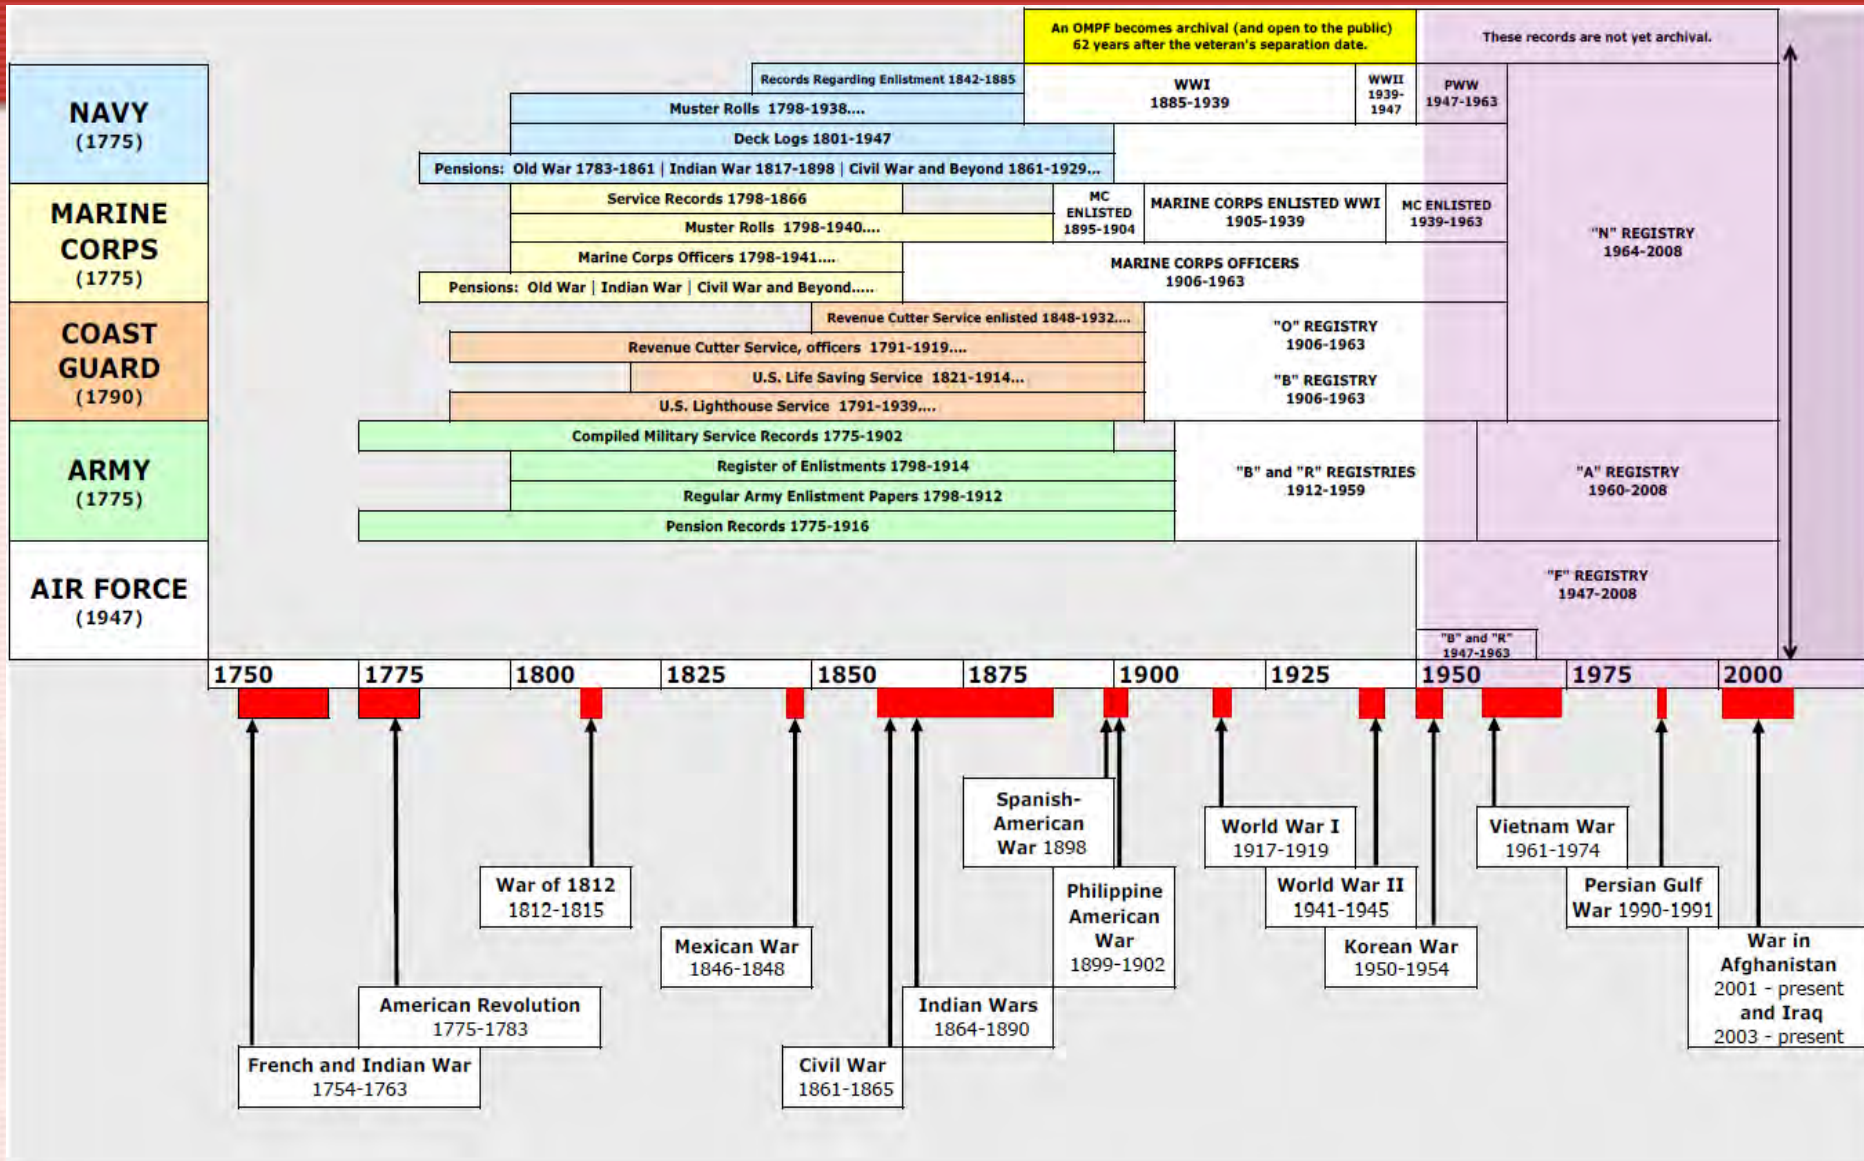 An OMPF becomes archival (and open to the public)
62 years after the veteran's separation date.
These records are not yet archival.
NAVY
(1775)
Records Regarding Enlistment 1842-1885
Muster Rolls 1798-1938....
Deck Logs 1801-1947
Pensions: Old War 1783-1861 | Indian War 1817-1898 | Civil War and Beyond 1861-1929...
WWI
1885-1939
WWII
1939-
1947
PWW
1947-1963
"N" REGISTRY
1964-2008
MARINE
CORPS
(1775)
Service Records 1798-1866
Muster Rolls 1798-1940....
Marine Corps Officers 1798-1941....
Pensions: Old War | Indian War | Civil War and Beyond.....
MC
ENLISTED
1895-1904
MARINE CORPS ENLISTED WWI
1905-1939
MC ENLISTED
1939-1963
MARINE CORPS OFFICERS
1906-1963
COAST
GUARD
(1790)
Revenue Cutter Service enlisted 1848-1932....
Revenue Cutter Service, officers 1791-1919....
U.S. Life Saving Service 1821-1914...
U.S. Lighthouse Service 1791-1939....
"O" REGISTRY
1906-1963
"B" REGISTRY
1906-1963
ARMY
(1775)
Compiled Military Service Records 1775-1902
Register of Enlistments 1798-1914
Regular Army Enlistment Papers 1798-1912
Pension Records 1775-1916
"B" and "R" REGISTRIES
1912-1959
"A" REGISTRY
1960-2008
AIR FORCE
(1947)
"F" REGISTRY
1947-2008
"B" and "R"
1947-1963
1750 1775 1800 1825 1850 1875 1900 1925 1950 1975 2000
Spanish-
American
War 1898
World War I
1917-1919
Vietnam War
1961-1974
War of 1812
1812-1815
Philippine
American
War
1899-1902
World War II
1941-1945
Persian Gulf
War 1990-1991
Mexican War
1846-1848
Korean War
1950-1954
War in
Afghanistan
2001 - present
and Iraq
2003 - present
American Revolution
1775-1783
Indian Wars
1864-1890
French and Indian War
1754-1763
Civil War
1861-1865